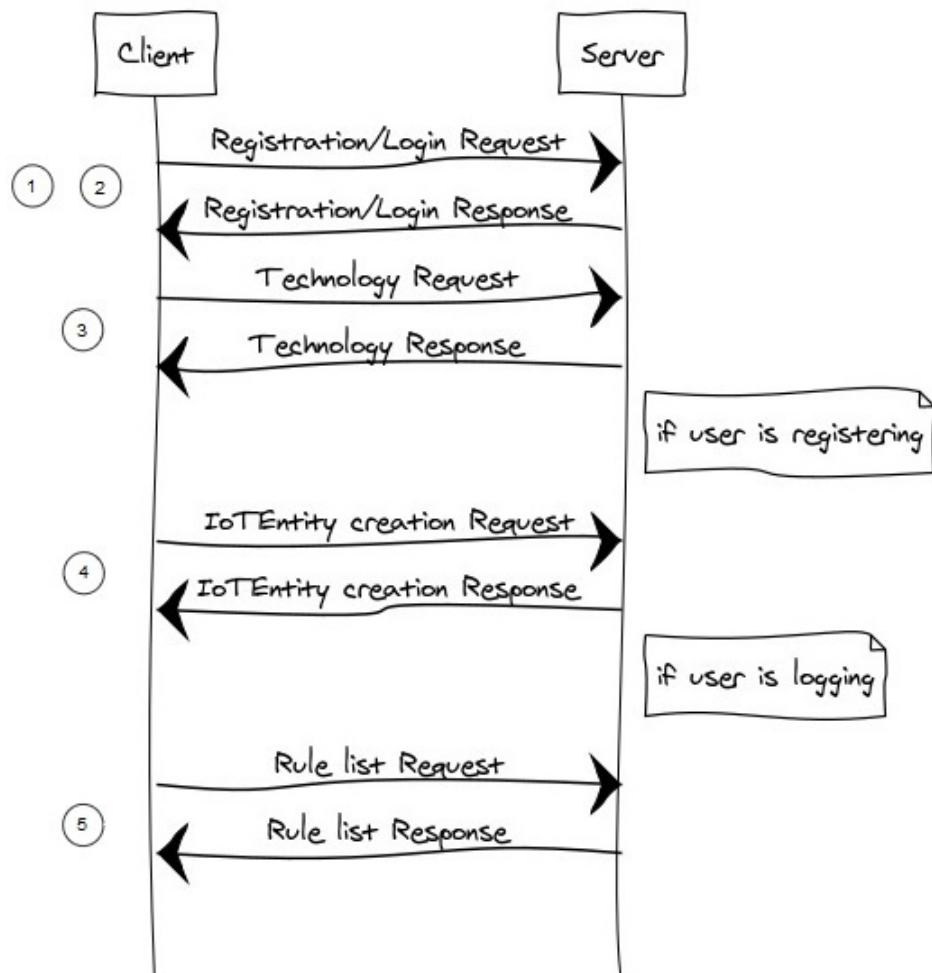 Client
Server
Registration/Login Request
1
2
Registration/Login Response
Technology Request
3
Technology Response
if user is registering
IoTEntity creation Request
4
IoTEntity creation Response
if user is logging
Rule list Request
5
Rule list Response